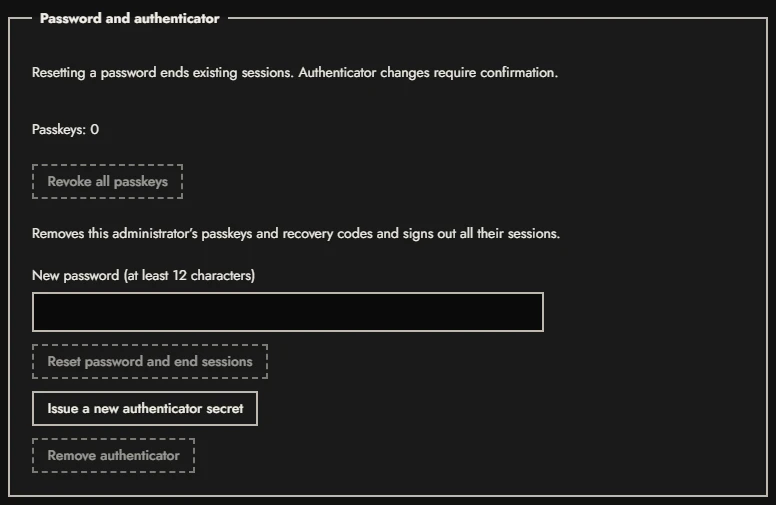 Password and authenticator
Resetting a password ends existing sessions. Authenticator changes require confirmation.
Passkeys: 0
Revoke all passkeys
Removes this administrator's passkeys and recovery codes and signs out all their sessions.
New password (at least 12 characters)
Reset password and end sessions
Issue a new authenticator secret
Remove authenticator